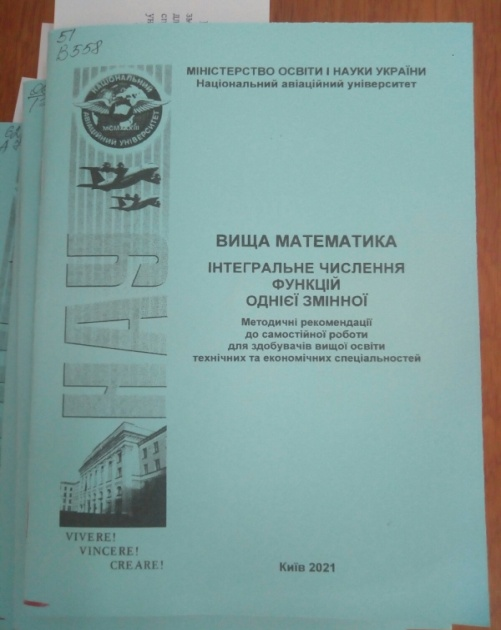 51
В558
МІНІСТЕРСТВО ОСВІТИ І НАУКИ УКРАЇНИ
Національний авіаційний університет
НАЦІОНАЛЬНИЙ
АВІАЦІЙНИЙ УНІВЕРСИТЕТ
MCMXXXIII
НАУ
ВИЩА МАТЕМАТИКА
ІНТЕГРАЛЬНЕ ЧИСЛЕННЯ
ФУНКЦІЙ
ОДНІЄЇ ЗМІННОЇ
Методичні рекомендації
до самостійної роботи
для здобувачів вищої освіти
технічних та економічних спеціальностей
VIVERE!
VINCERE!
CREARE!
Київ 2021